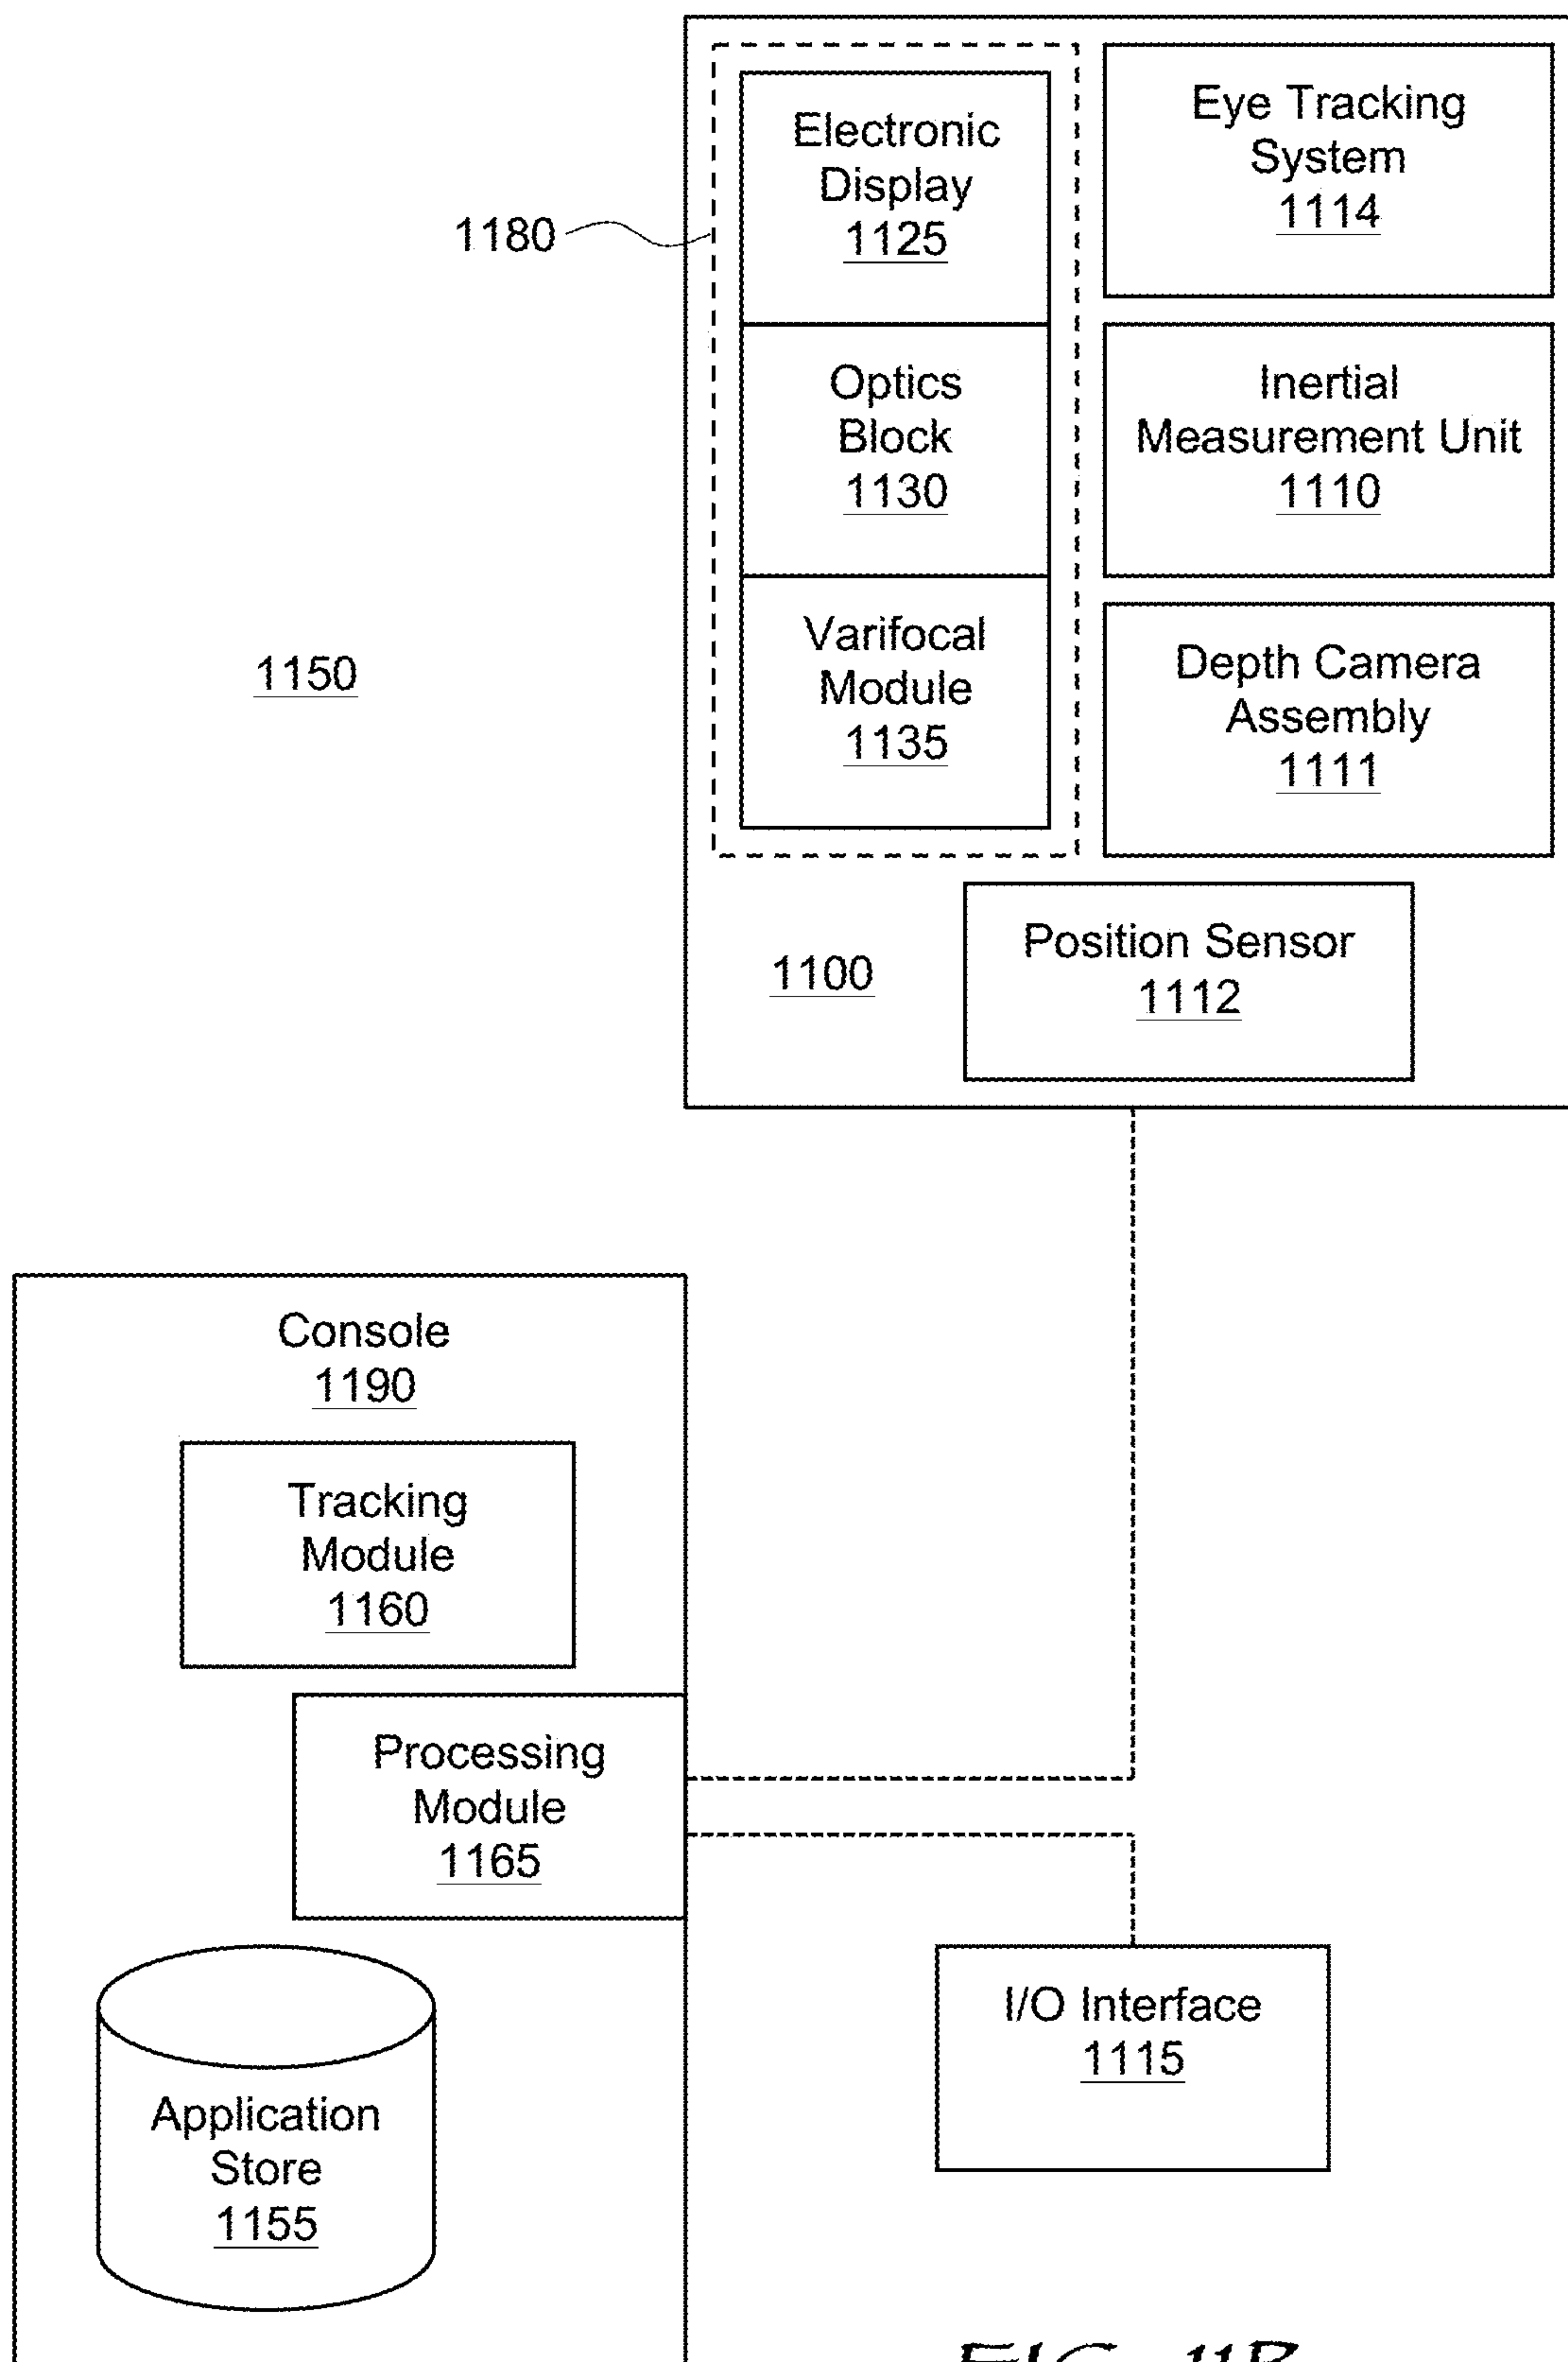 Electronic
Display
1125
Eye Tracking
System
1114
1180
Optics
Block
1130
Inertial
Measurement Unit
1110
Varifocal
Module
1135
Depth Camera
Assembly
1111
1150
1100
Position Sensor
1112
Console
1190
Tracking
Module
1160
Processing
Module
1165
Application
Store
1155
I/O Interface
1115
FIG. 11B